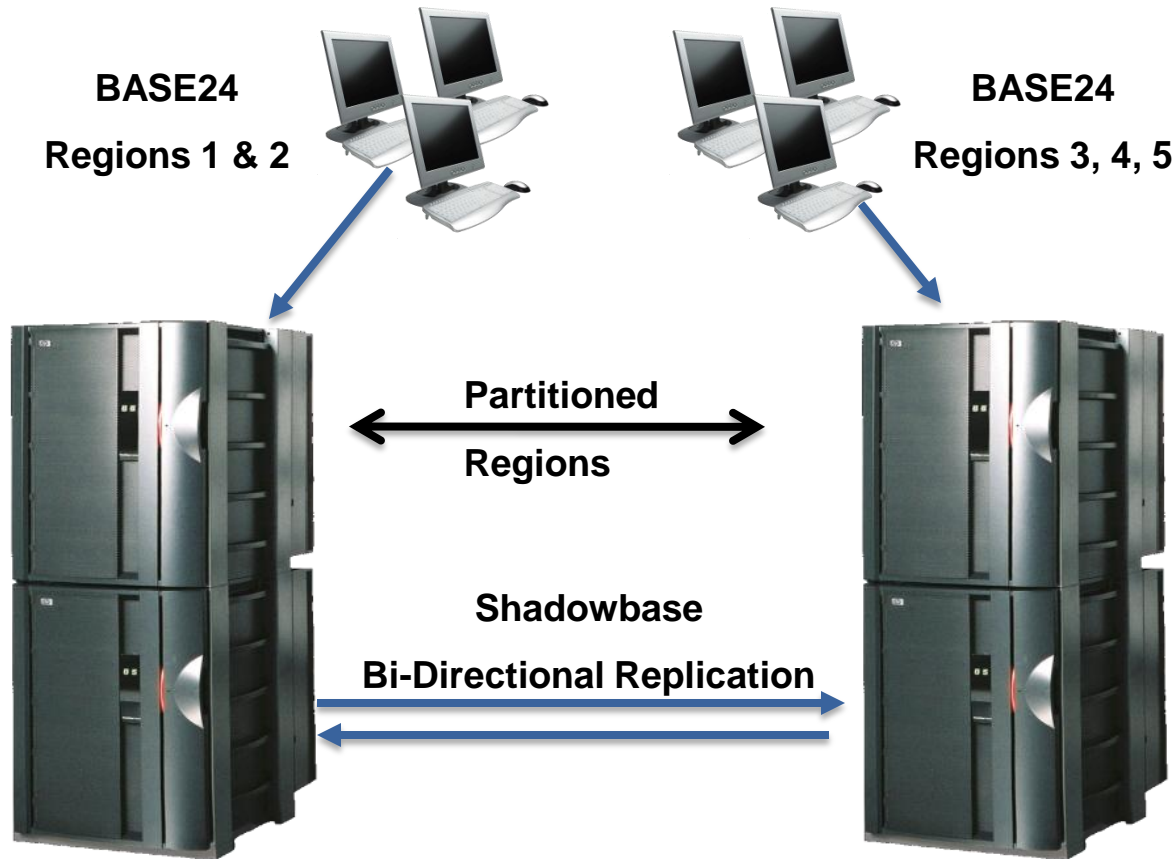 BASE24
Regions 1 & 2
BASE24
Regions 3, 4, 5
Partitioned
Regions
Shadowbase
Bi-Directional Replication